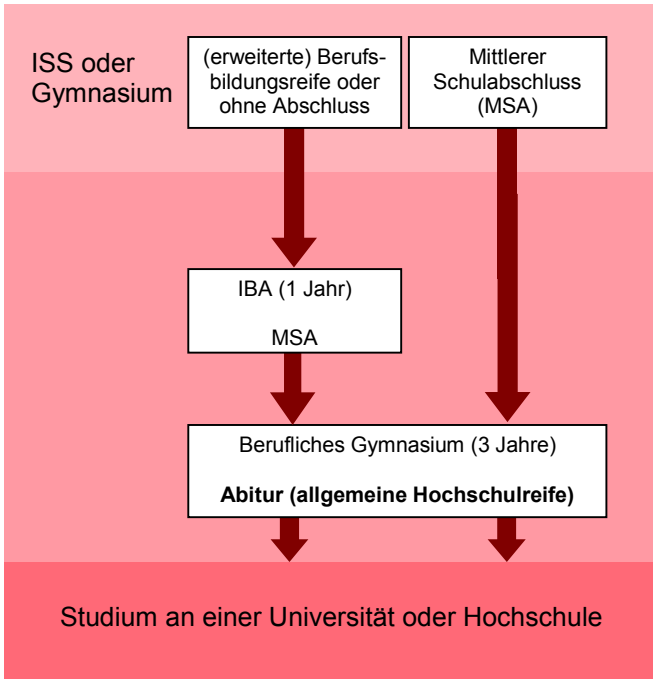 ISS oder
Gymnasium
(erweiterte) Berufs-
bildungsreife oder
ohne Abschluss
Mittlerer
Schulabschluss
(MSA)
IBA (1 Jahr)
MSA
Berufliches Gymnasium (3 Jahre)
Abitur (allgemeine Hochschulreife)
Studium an einer Universität oder Hochschule